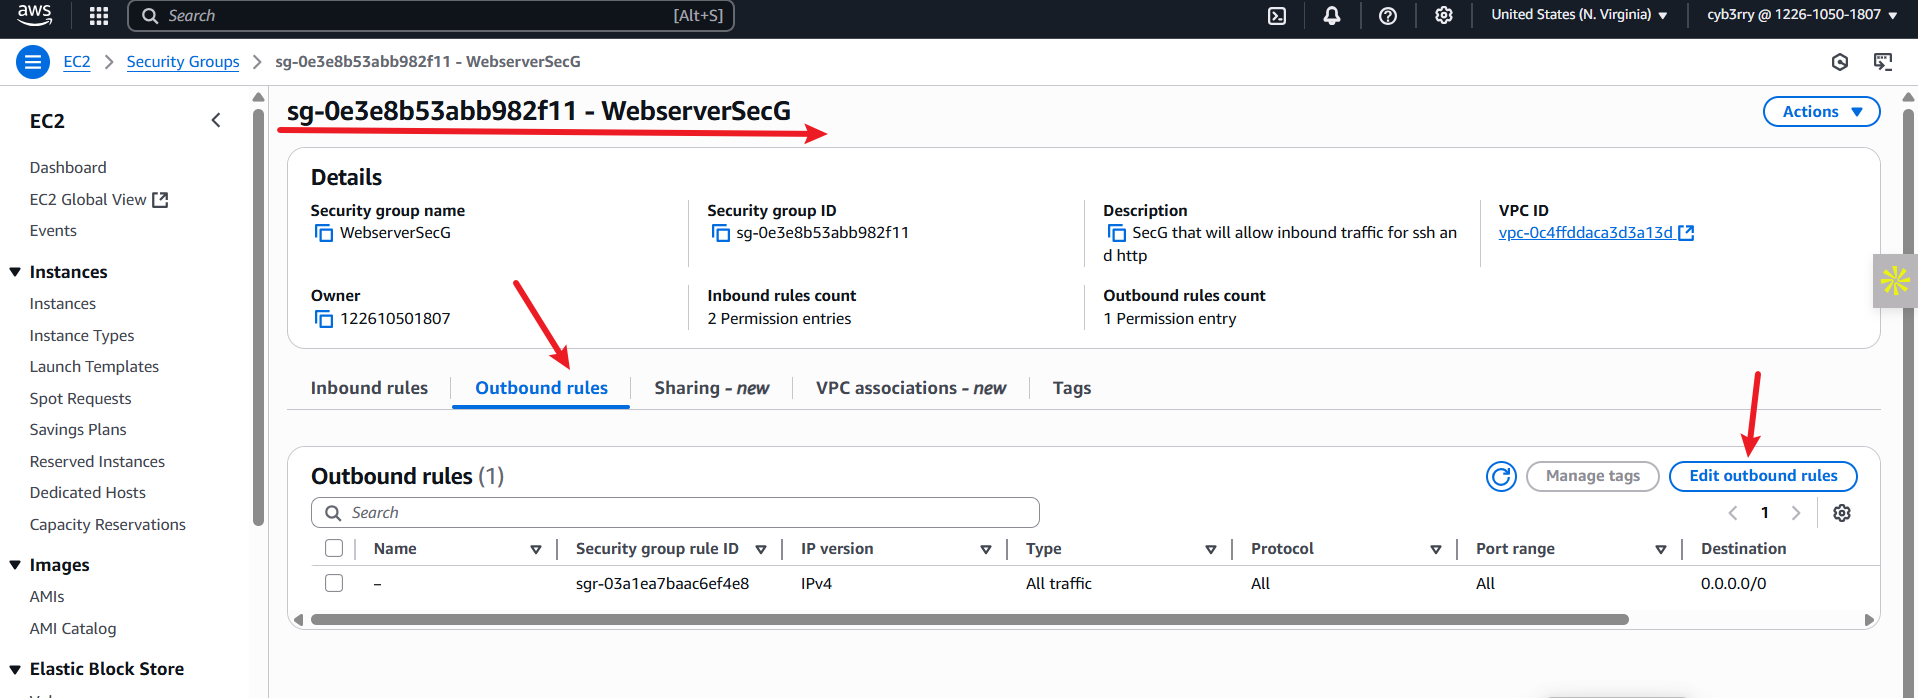 aws
Search [Alt+S]
United States (N. Virginia)
cyb3rry @ 1226-1050-1807
EC2 > Security Groups > sg-0e3e8b53abb982f11 - WebserverSecG
EC2
Dashboard
EC2 Global View
Events
Instances
Instances
Instance Types
Launch Templates
Spot Requests
Savings Plans
Reserved Instances
Dedicated Hosts
Capacity Reservations
Images
AMIs
AMI Catalog
Elastic Block Store
sg-0e3e8b53abb982f11 - WebserverSecG
Actions
Details
Security group name
WebserverSecG
Security group ID
sg-0e3e8b53abb982f11
Description
SecG that will allow inbound traffic for ssh an
d http
VPC ID
vpc-0c4ffddaca3d3a13d
Owner
122610501807
Inbound rules count
2 Permission entries
Outbound rules count
1 Permission entry
Inbound rules
Outbound rules
Sharing - new
VPC associations - new
Tags
Outbound rules (1)
Manage tags
Edit outbound rules
Search
1
Name Security group rule ID IP version Type Protocol Port range Destination
– sgr-03a1ea7baac6ef4e8 IPv4 All traffic All All 0.0.0.0/0